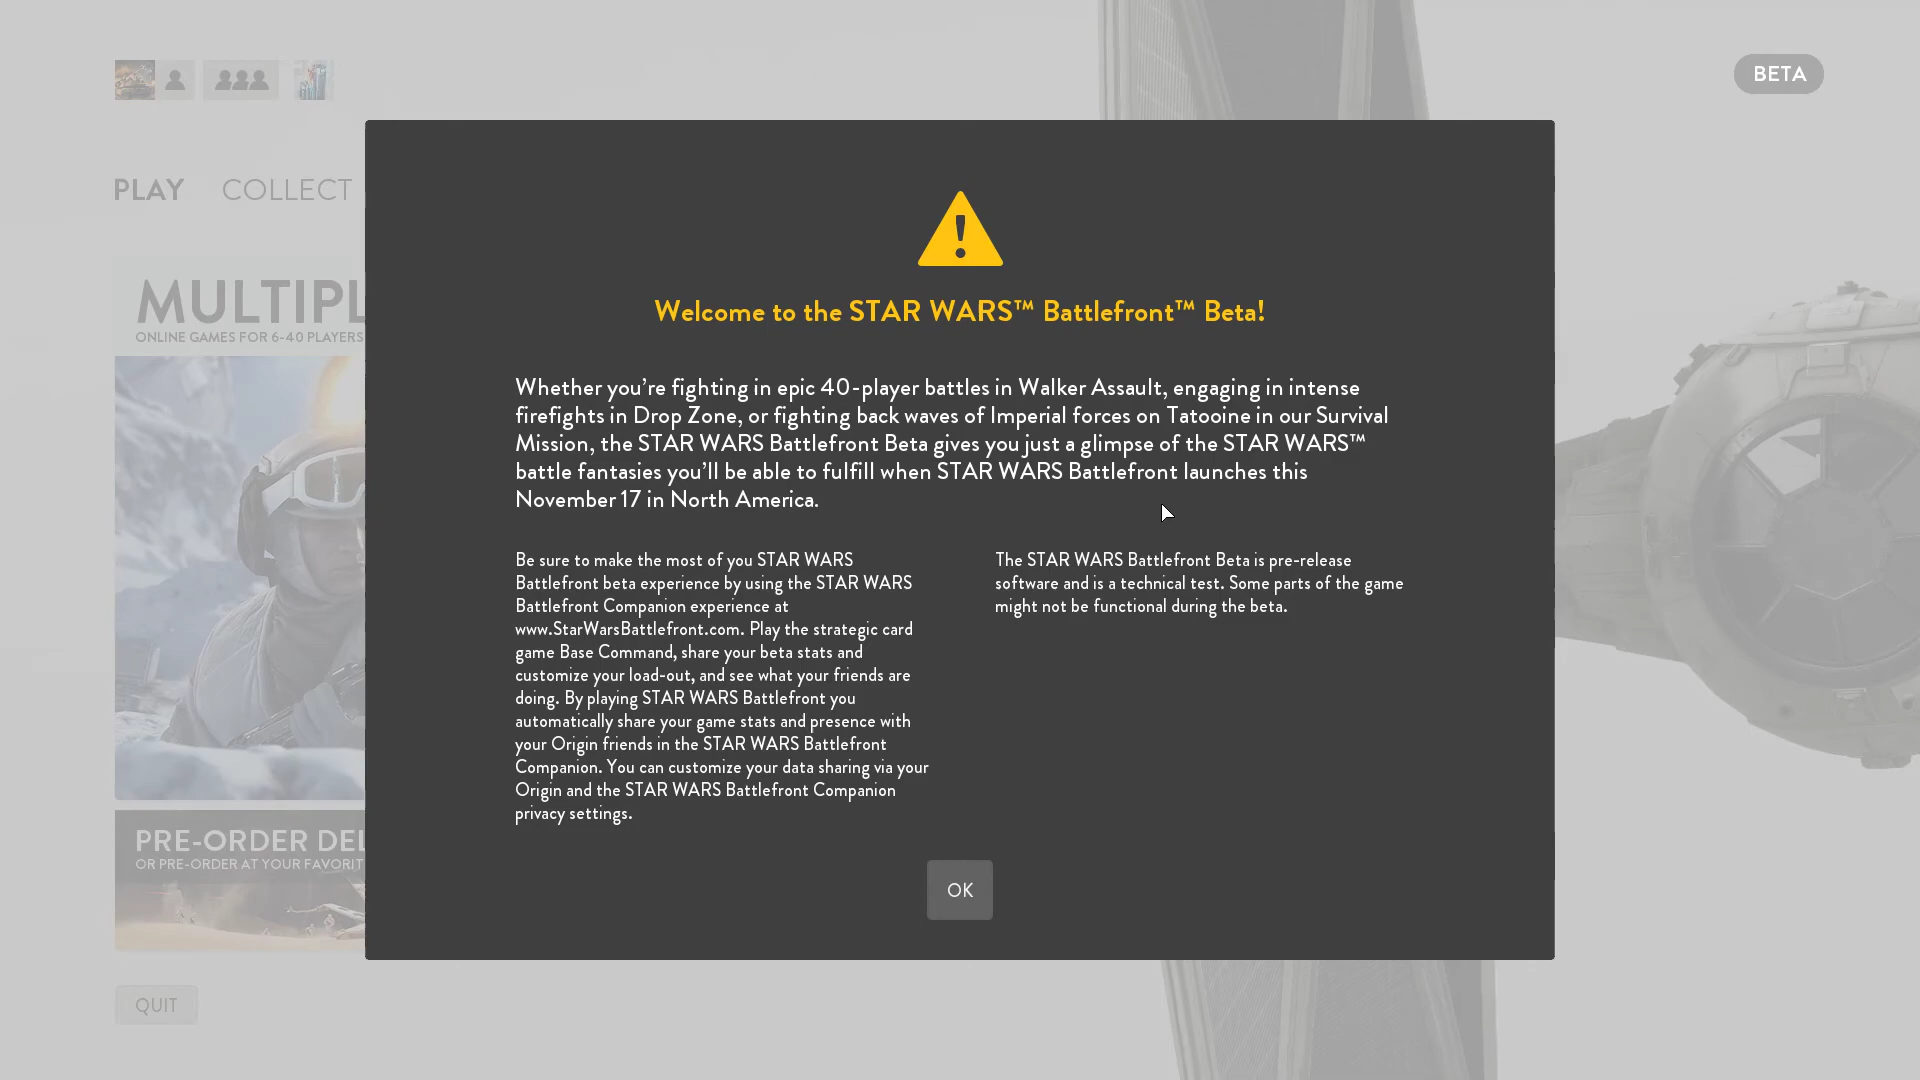 BETA
PLAY COLLECT
MULTIPL
ONLINE GAMES FOR 6-40 PLAYERS
PRE-ORDER DEL
OR PRE-ORDER AT YOUR FAVORIT
QUIT
Welcome to the STAR WARS™ Battlefront™ Beta!
Whether you’re fighting in epic 40-player battles in Walker Assault, engaging in intense
firefights in Drop Zone, or fighting back waves of Imperial forces on Tatooine in our Survival
Mission, the STAR WARS Battlefront Beta gives you just a glimpse of the STAR WARS™
battle fantasies you’ll be able to fulfill when STAR WARS Battlefront launches this
November 17 in North America.
Be sure to make the most of you STAR WARS
Battlefront beta experience by using the STAR WARS
Battlefront Companion experience at
www.StarWarsBattlefront.com. Play the strategic card
game Base Command, share your beta stats and
customize your load-out, and see what your friends are
doing. By playing STAR WARS Battlefront you
automatically share your game stats and presence with
your Origin friends in the STAR WARS Battlefront
Companion. You can customize your data sharing via your
Origin and the STAR WARS Battlefront Companion
privacy settings.
The STAR WARS Battlefront Beta is pre-release
software and is a technical test. Some parts of the game
might not be functional during the beta.
OK